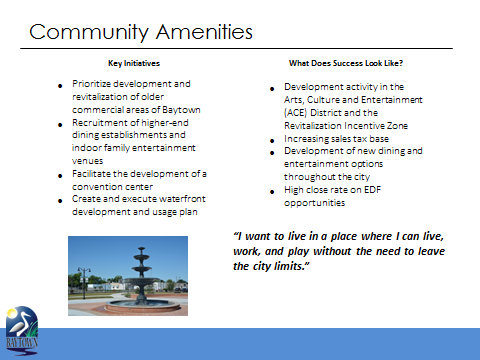 Community Amenities
Key Initiatives
Prioritize development and
revitalization of older
commercial areas of Baytown
Recruitment of higher-end
dining establishments and
indoor family entertainment
venues
Facilitate the development of a
convention center
Create and execute waterfront
development and usage plan
What Does Success Look Like?
Development activity in the
Arts, Culture and Entertainment
(ACE) District and the
Revitalization Incentive Zone
Increasing sales tax base
Development of new dining and
entertainment options
throughout the city
High close rate on EDF
opportunities
“I want to live in a place where I can live,
work, and play without the need to leave
the city limits.”
BAYTOWN